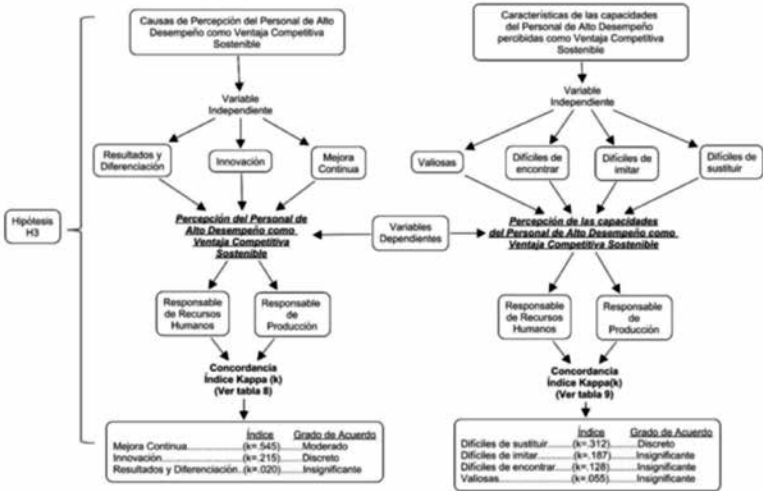 Causas de Percepción del Personal de Alto
Desempeño como Ventaja Competitiva
Sostenible
Variable
Independiente
Resultados y
Diferenciación
Innovación
Mejora
Continua
Percepción del Personal de
Alto Desempeño como
Ventaja Competitiva
Sostenible
Responsable
de Recursos
Humanos
Responsable
de
Producción
Concordancia
Índice Kappa (k)
(Ver tabla 8)
Índice Grado de Acuerdo
Mejora Continua (k=.545) Moderado
Innovación (k=.215) Discreto
Resultados y Diferenciación (k=.020) Insignificante
Hipótesis
H3
Variables
Dependientes
Características de las capacidades
del Personal de Alto Desempeño
percibidas como Ventaja Competitiva
Sostenible
Variable
Independiente
Valiosas
Difíciles de
encontrar
Difíciles de
imitar
Difíciles de
sustituir
Percepción de las capacidades
del Personal de Alto Desempeño como
Ventaja Competitiva Sostenible
Responsable
de Recursos
Humanos
Responsable
de
Producción
Concordancia
Índice Kappa(k)
(Ver tabla 9)
Índice Grado de Acuerdo
Difíciles de sustituir (k=.312) Discreto
Difíciles de imitar (k=.187) Insignificante
Difíciles de encontrar (k=.128) Insignificante
Valiosas (k=.055) Insignificante